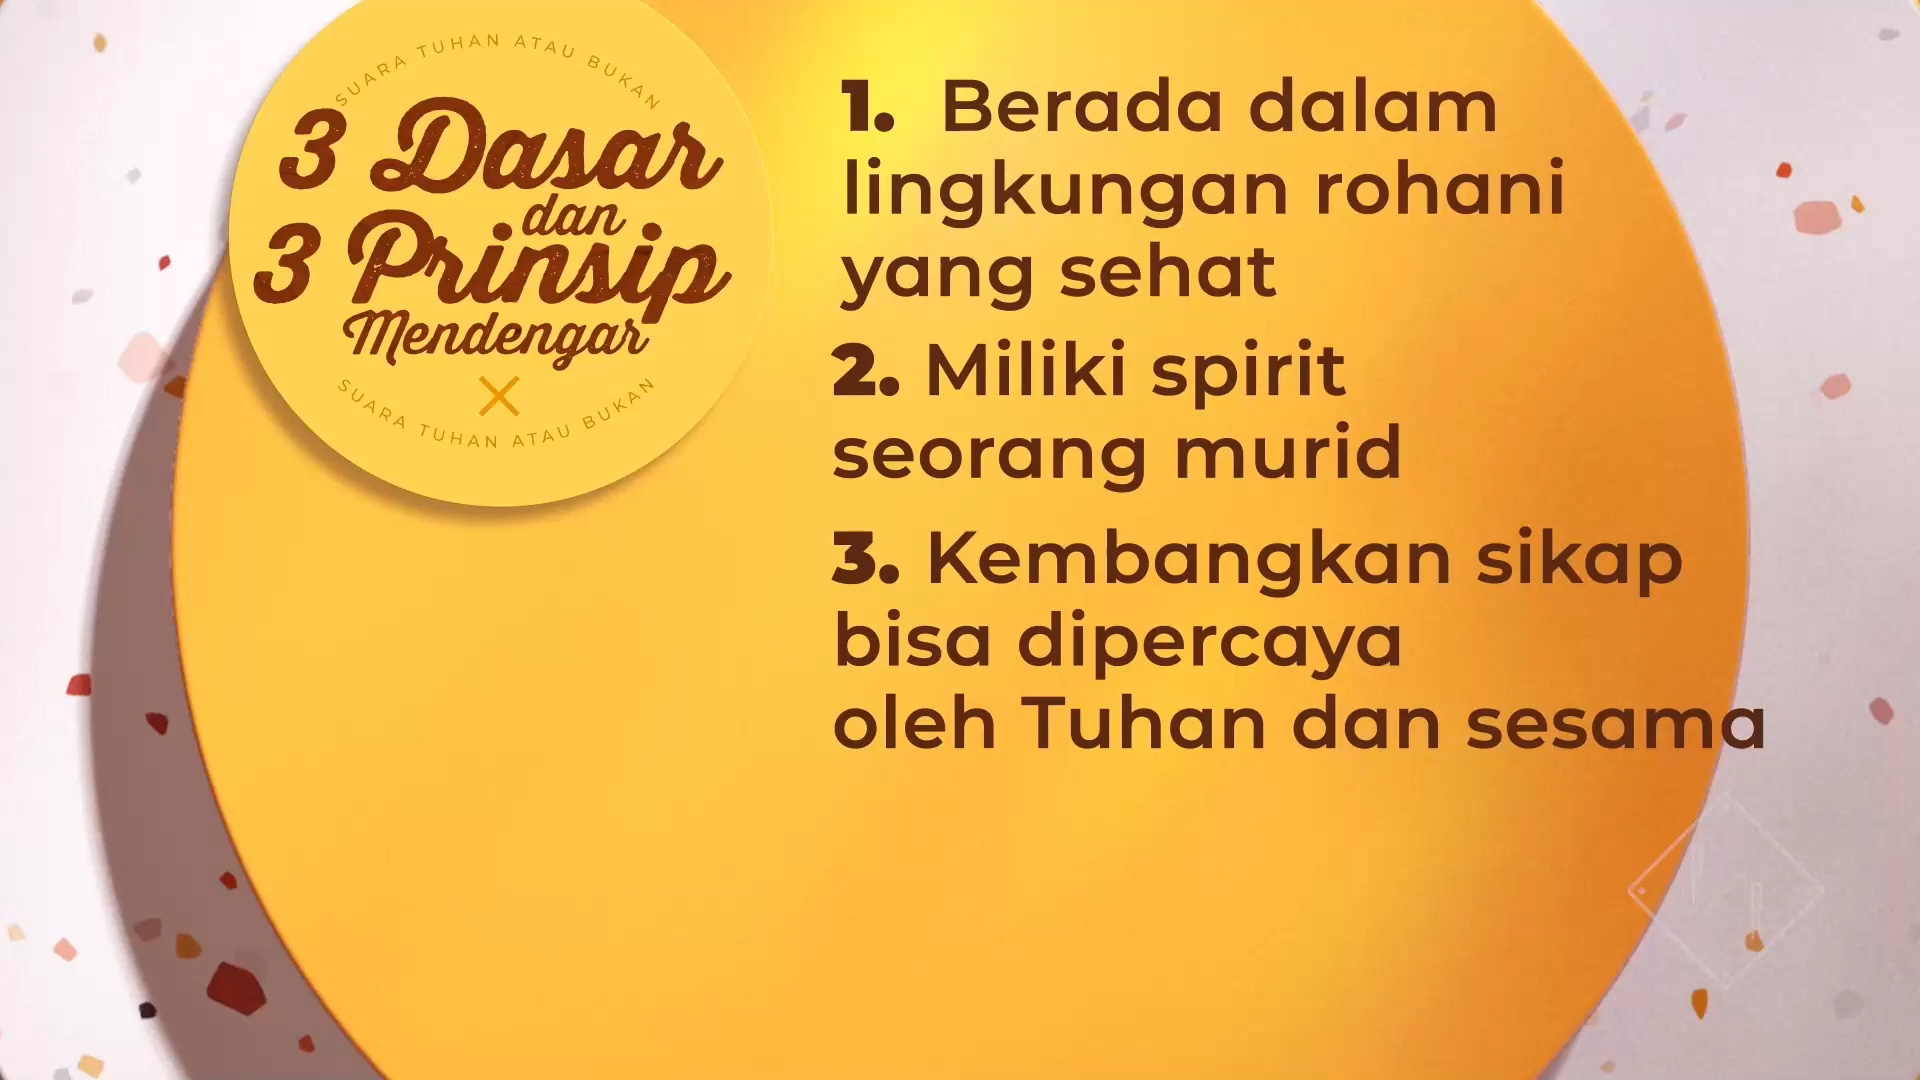 SUARA TUHAN ATAU BUKAN
3 Dasar
dan
3 Prinsip
Mendengar
SUARA TUHAN ATAU BUKAN
1. Berada dalam
lingkungan rohani
yang sehat
2. Miliki spirit
seorang murid
3. Kembangkan sikap
bisa dipercaya
oleh Tuhan dan sesama